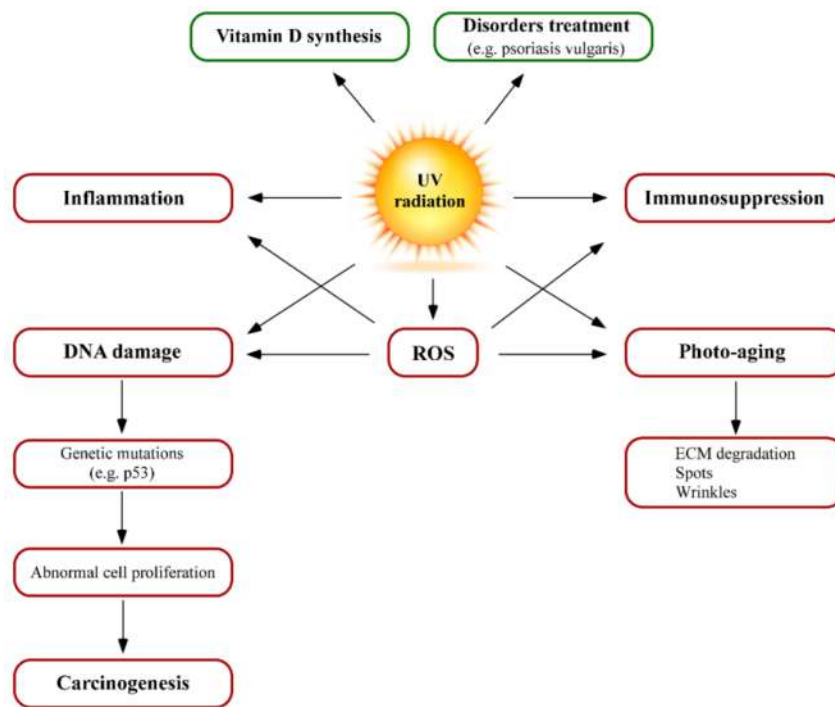 Vitamin D synthesis
Disorders treatment
(e.g. psoriasis vulgaris)
UV
radiation
Inflammation
Immunosuppression
DNA damage
ROS
Photo-aging
Genetic mutations
(e.g. p53)
ECM degradation
Spots
Wrinkles
Abnormal cell proliferation
Carcinogenesis